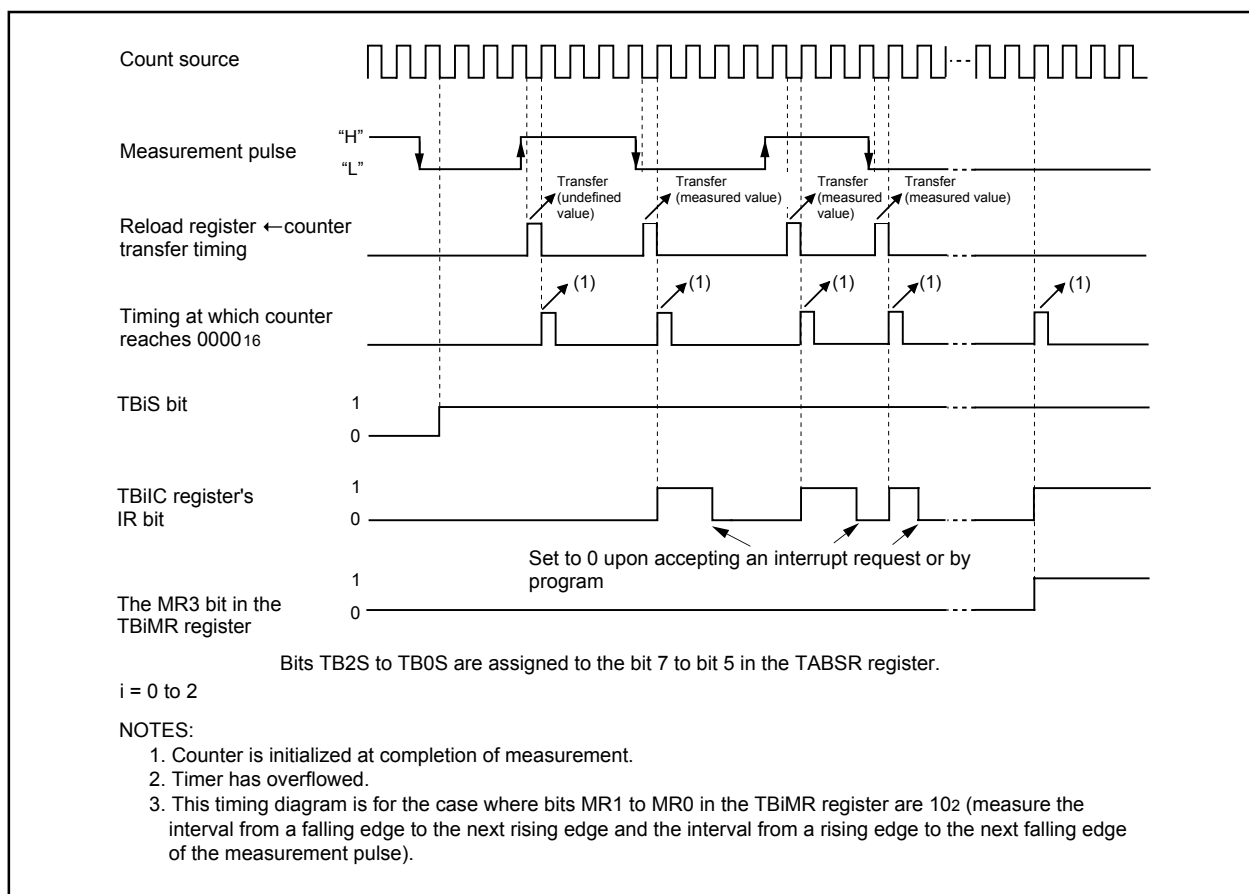 Count source
Measurement pulse
“H”
“L”
Transfer
(undefined
value)
Transfer
(measured value)
Transfer
(measured
value)
Transfer
(measured value)
Reload register ←counter
transfer timing
(1)
(1)
(1)
(1)
(1)
Timing at which counter
reaches 000016
TBiS bit
1
0
TBiIC register's
IR bit
1
0
Set to 0 upon accepting an interrupt request or by
program
The MR3 bit in the
TBiMR register
1
0
Bits TB2S to TB0S are assigned to the bit 7 to bit 5 in the TABSR register.
i = 0 to 2
NOTES:
1. Counter is initialized at completion of measurement.
2. Timer has overflowed.
3. This timing diagram is for the case where bits MR1 to MR0 in the TBiMR register are 102 (measure the
interval from a falling edge to the next rising edge and the interval from a rising edge to the next falling edge
of the measurement pulse).